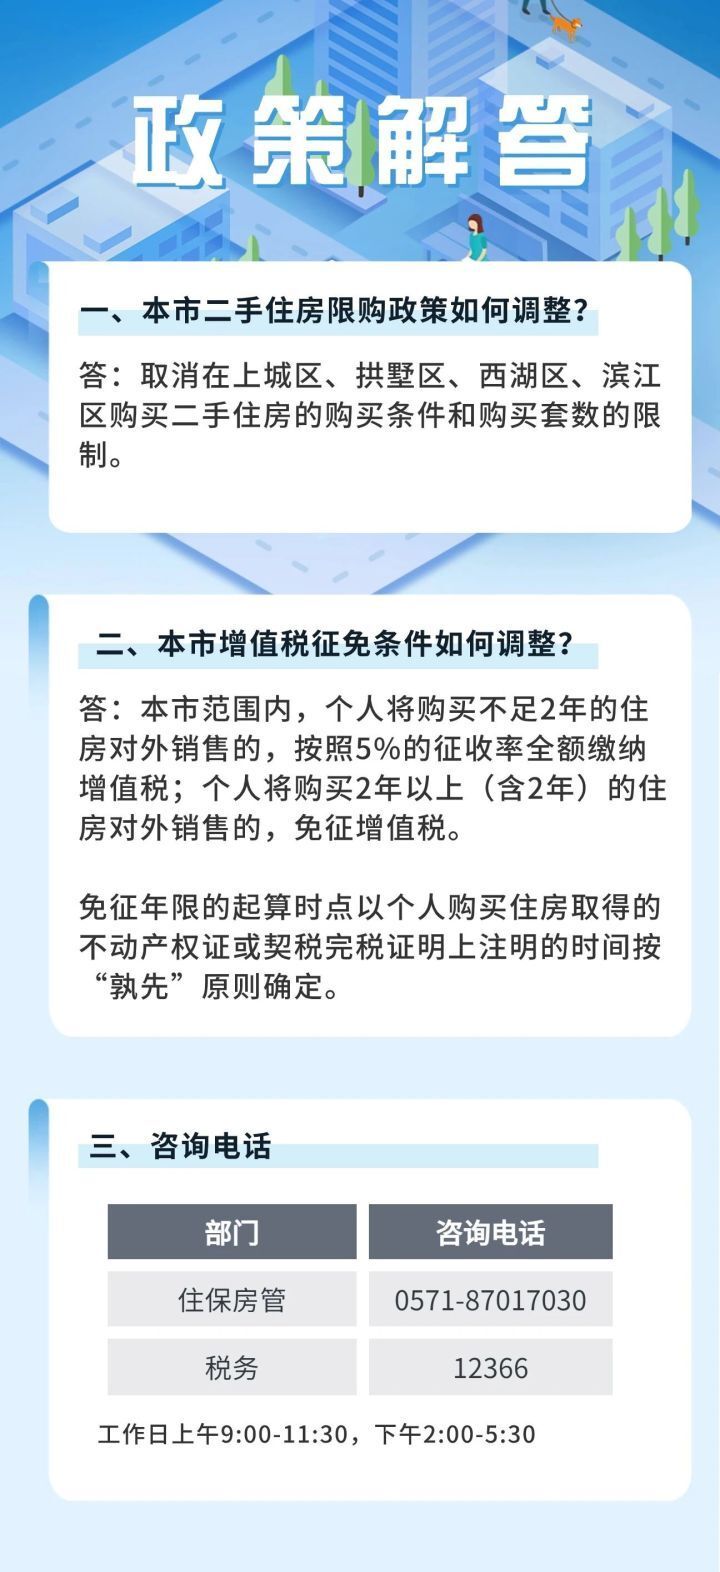 政策解答
一、本市二手住房限购政策如何调整？
答：取消在上城区、拱墅区、西湖区、滨江
区购买二手住房的购买条件和购买套数的限
制。
二、本市增值税征免条件如何调整？
答：本市范围内，个人将购买不足2年的住
房对外销售的，按照5%的征收率全额缴纳
增值税；个人将购买2年以上（含2年）的住
房对外销售的，免征增值税。
免征年限的起算时点以个人购买住房取得的
不动产权证或契税完税证明上注明的时间按
“孰先”原则确定。
三、咨询电话
部门 咨询电话
住保房管 0571-87017030
税务 12366
工作日上午9:00-11:30，下午2:00-5:30